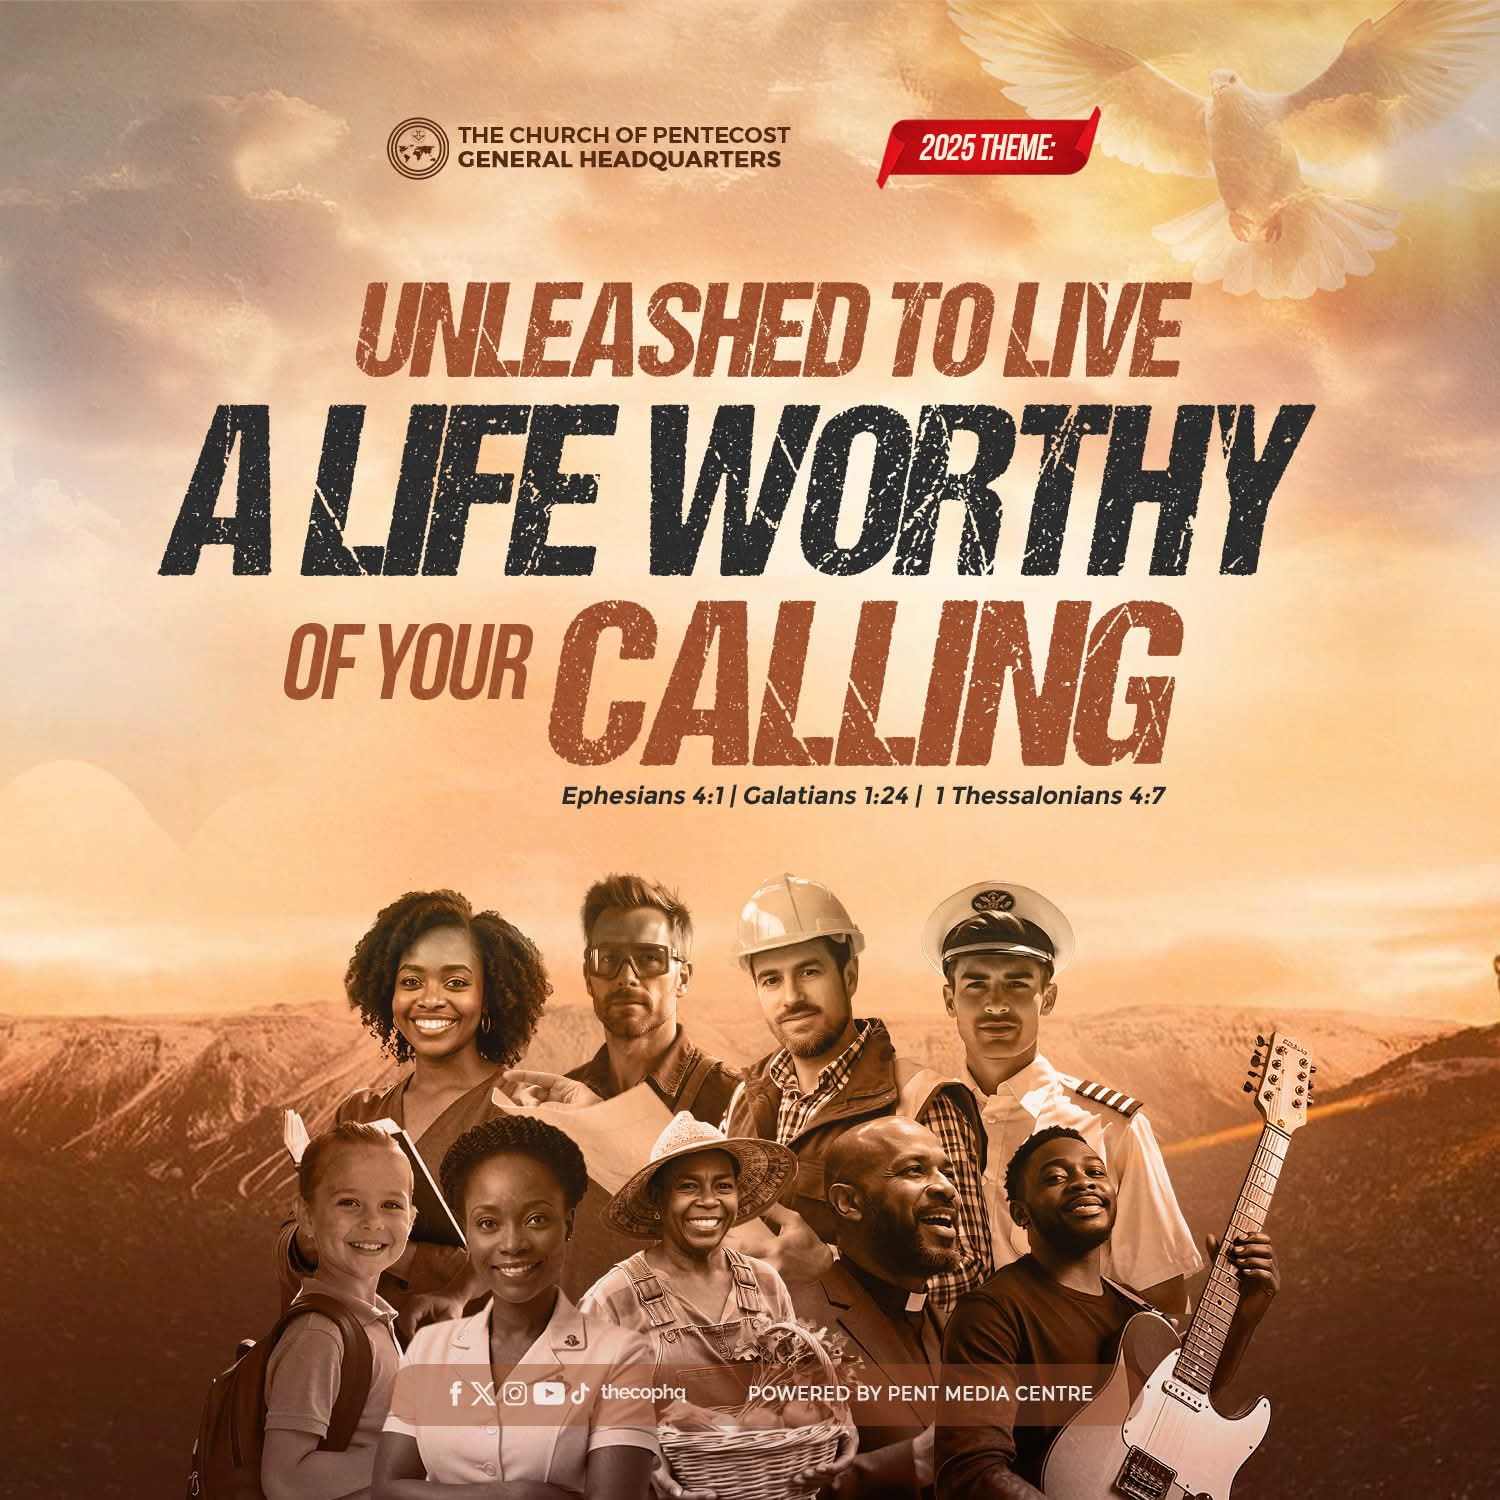 THE CHURCH OF PENTECOST
GENERAL HEADQUARTERS
2025 THEME:
UNLEASHED TO LIVE
A LIFE WORTHY
OF YOUR CALLING
Ephesians 4:1 | Galatians 1:24 | 1 Thessalonians 4:7
thecophq
POWERED BY PENT MEDIA CENTRE